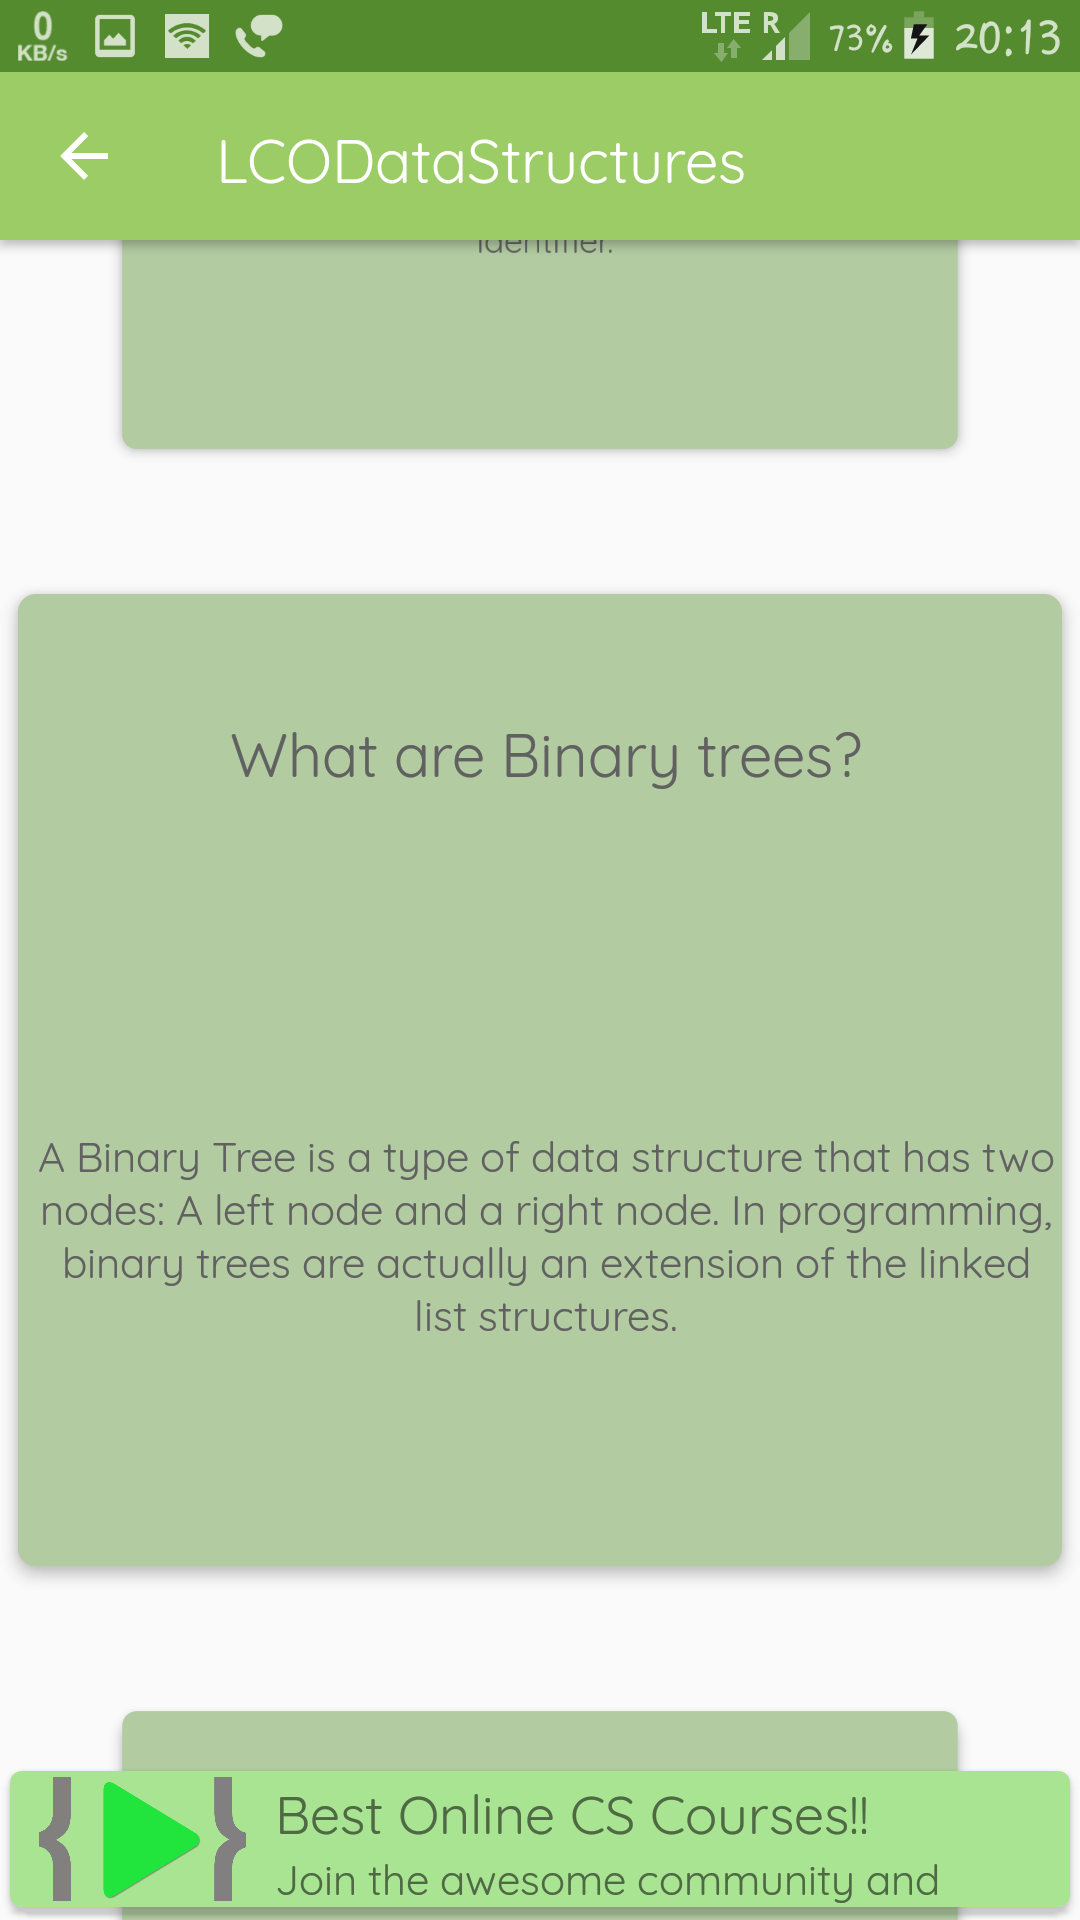 0
KB/s
LTE R
73%
20:13
LCODataStructures
identifier.
What are Binary trees?
A Binary Tree is a type of data structure that has two
nodes: A left node and a right node. In programming,
binary trees are actually an extension of the linked
list structures.
Best Online CS Courses!!
Join the awesome community and